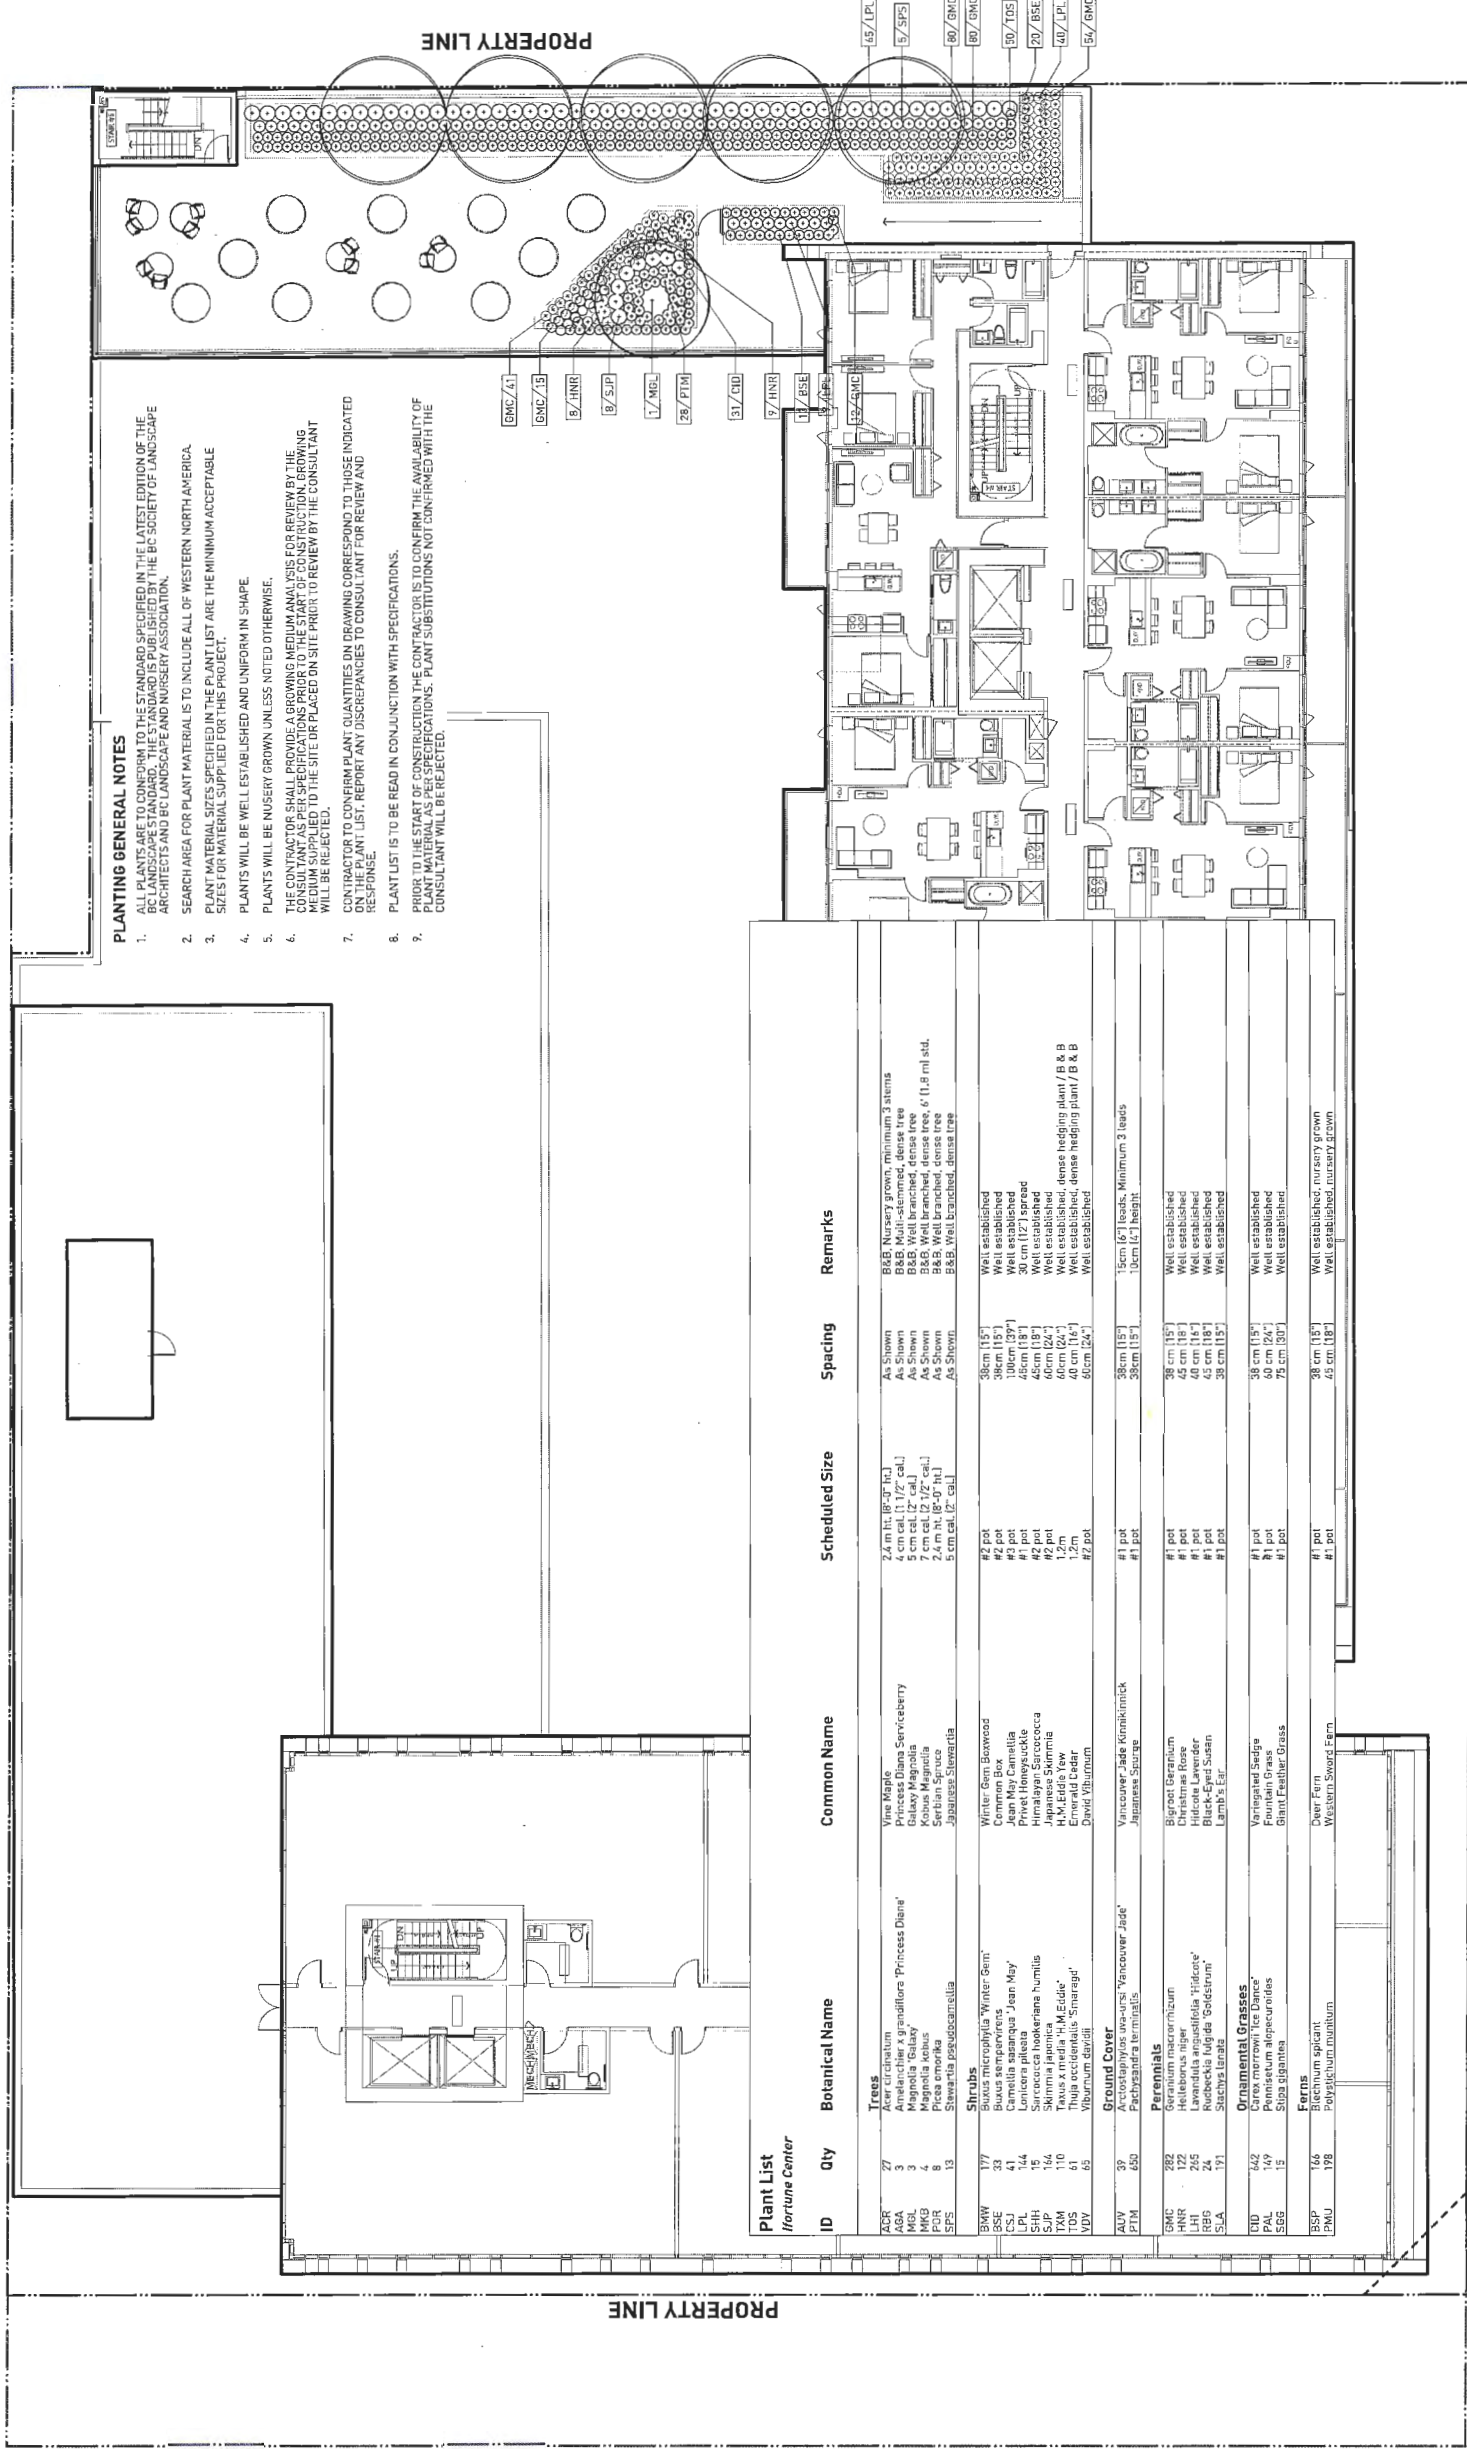 PROPERTY LINE
PLANTING GENERAL NOTES
1. ALL PLANTS ARE TO CONFORM TO THE STANDARD SPECIFIED IN THE LATEST EDITION OF THE
BC LANDSCAPE STANDARD. THE STANDARD IS PUBLISHED BY THE BC SOCIETY OF LANDSCAPE
ARCHITECTS AND BC LANDSCAPE AND NURSERY ASSOCIATION.
2. SEARCH AREA FOR PLANT MATERIAL IS TO INCLUDE ALL OF WESTERN NORTH AMERICA.
3. PLANT MATERIAL SIZES SPECIFIED IN THE PLANT LIST ARE THE MINIMUM ACCEPTABLE
SIZES FOR MATERIAL SUPPLIED FOR THIS PROJECT.
4. PLANTS WILL BE WELL ESTABLISHED AND UNIFORM IN SHAPE.
5. PLANTS WILL BE NUSERY GROWN UNLESS NOTED OTHERWISE.
6. THE CONTRACTOR SHALL PROVIDE A GROWING MEDIUM ANALYSIS FOR REVIEW BY THE
CONSULTANT AS PER SPECIFICATIONS PRIOR TO THE START OF CONSTRUCTION. GROWING
MEDIUM SUPPLIED TO THE SITE OR PLACED ON SITE PRIOR TO REVIEW BY THE CONSULTANT
WILL BE REJECTED.
7. CONTRACTOR TO CONFIRM PLANT QUANTITIES ON DRAWING CORRESPOND TO THOSE INDICATED
ON THE PLANT LIST. REPORT ANY DISCREPANCIES TO CONSULTANT FOR REVIEW AND
RESPONSE.
8. PLANT LIST IS TO BE READ IN CONJUNCTION WITH SPECIFICATIONS.
9. PRIOR TO THE START OF CONSTRUCTION THE CONTRACTOR IS TO CONFIRM THE AVAILABILITY OF
PLANT MATERIAL AS PER SPECIFICATIONS. PLANT SUBSTITUTIONS NOT CONFIRMED WITH THE
CONSULTANT WILL BE REJECTED.
GMC/41
GMC/15
8/HNR
8/SJP
1/MGL
28/PTM
31/CID
9/HNR
BSE
12/GMC
65/LPL
5/SPS
80/GMC
80/GMC
50/TOS
20/BSE
40/LPL
54/GMC
STAIR #5
DN
STAIR #4
UP
DN
STAIR #1
UP
DN
UP
MECH
MECH
Plant List
Ifortune Center
ID Qty Botanical Name Common Name Scheduled Size Spacing Remarks
Trees
ACR 27 Acer circinatum Vine Maple 2.4 m ht. (8'-0" ht.) As Shown B&B, Nursery grown, minimum 3 stems
AGA 3 Amelanchier x grandiflora 'Princess Diana' Princess Diana Serviceberry 4 cm cal. (1 1/2" cal.) As Shown B&B, Multi-stemmed, dense tree
MGL 3 Magnolia 'Galaxy' Galaxy Magnolia 5 cm cal. (2" cal.) As Shown B&B, Well branched, dense tree
MKB 4 Magnolia kobus Kobus Magnolia 7 cm cal. (2 1/2" cal.) As Shown B&B, Well branched, dense tree, 6' (1.8 m) std.
POR 8 Picea omorika Serbian Spruce 2.4 m ht. (8'-0" ht.) As Shown B&B, Well branched, dense tree
SPS 13 Stewartia pseudocamellia Japanese Stewartia 5 cm cal. (2" cal.) As Shown B&B, Well branched, dense tree
Shrubs
BMW 177 Buxus microphylla 'Winter Gem' Winter Gem Boxwood #2 pot 38cm (15") Well established
BSE 33 Buxus sempervirens Common Box #2 pot 38cm (15") Well established
CSJ 41 Camellia sasanqua 'Jean May' Jean May Camellia #3 pot 100cm (39") Well established
LPL 144 Lonicera pileata Privet Honeysuckle #1 pot 45cm (18") 30 cm (12") spread
SHH 15 Sarcococca hookeriana humilis Himalayan Sarcococca #2 pot 45cm (18") Well established
SJP 164 Skimmia japonica Japanese Skimmia #2 pot 60cm (24") Well established
TXM 110 Taxus x media 'H.M.Eddie' H.M.Eddie Yew 1.2m 60cm (24") Well established, dense hedging plant / B & B
TOS 61 Thuja occidentalis 'Smaragd' Emerald Cedar 1.2m 40 cm (16") Well established, dense hedging plant / B & B
VDV 65 Viburnum davidii David Viburnum #2 pot 60cm (24") Well established
Ground Cover
AUV 39 Arctostaphylos uva-ursi 'Vancouver Jade' Vancouver Jade Kinnikinnick #1 pot 38cm (15") 15cm (6") leads, Minimum 3 leads
PTM 650 Pachysandra terminalis Japanese Spurge #1 pot 38cm (15") 10cm (4") height
Perennials
GMC 282 Geranium macrorrhizum Bigroot Geranium #1 pot 38 cm (15") Well established
HNR 122 Helleborus niger Christmas Rose #1 pot 45 cm (18") Well established
LHI 265 Lavandula angustifolia 'Hidcote' Hidcote Lavender #1 pot 40 cm (16") Well established
RBG 24 Rudbeckia fulgida 'Goldstrum' Black-Eyed Susan #1 pot 45 cm (18") Well established
SLA 191 Stachys lanata Lamb's Ear #1 pot 38 cm (15") Well established
Ornamental Grasses
CID 642 Carex morrowii 'Ice Dance' Variegated Sedge #1 pot 38 cm (15") Well established
PAL 149 Pennisetum alopecuroides Fountain Grass #1 pot 60 cm (24") Well established
SGG 15 Stipa gigantea Giant Feather Grass #1 pot 75 cm (30") Well established
Ferns
BSP 166 Blechnum spicant Deer Fern #1 pot 38 cm (15") Well established, nursery grown
PMU 198 Polystichum munitum Western Sword Fern #1 pot 45 cm (18") Well established, nursery grown
PROPERTY LINE